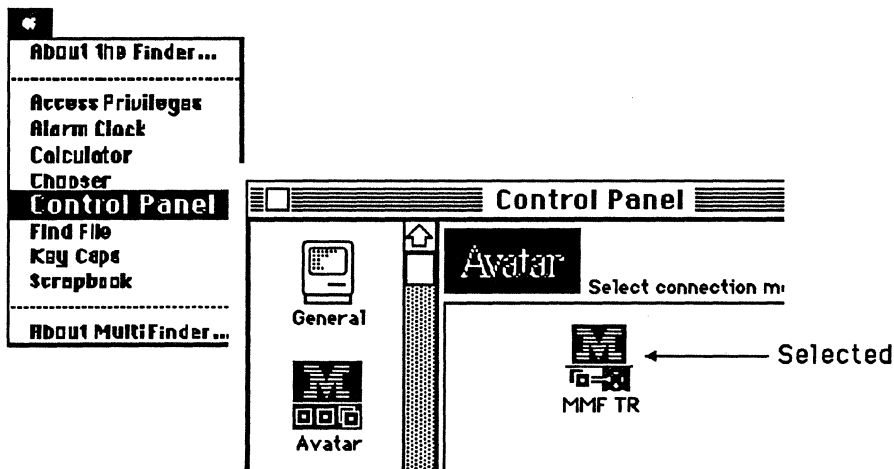 About the Finder...
Access Privileges
Alarm Clock
Calculator
Chooser
Control Panel
Find File
Key Caps
Scrapbook
About MultiFinder...
Control Panel
General
Avatar
Avatar
Select connection m
M
MMF TR
Selected
M